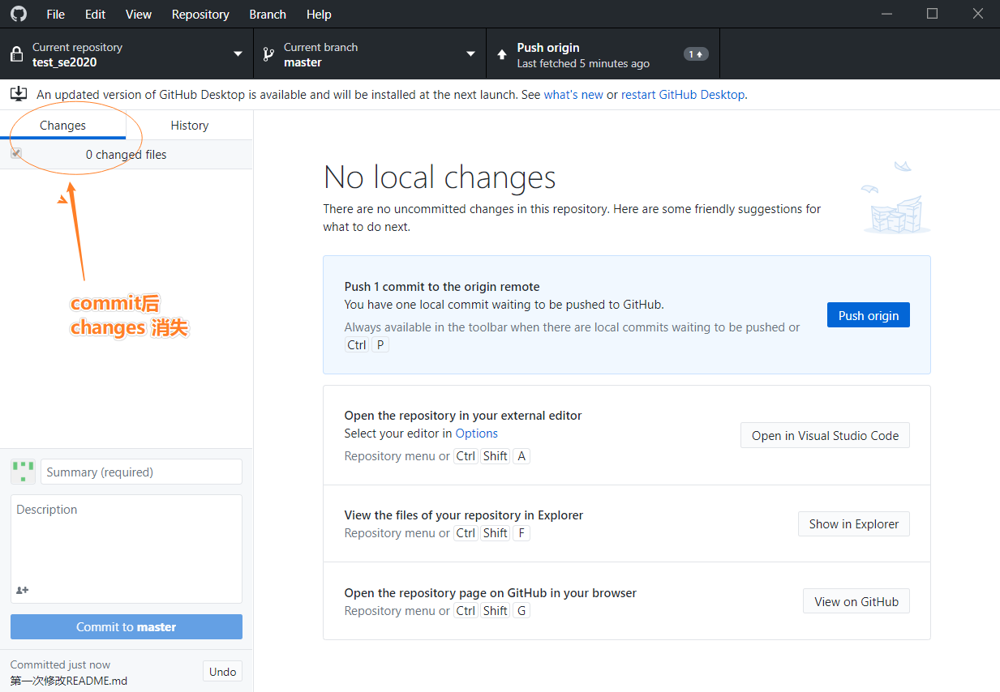 File Edit View Repository Branch Help
Current repository
test_se2020
Current branch
master
Push origin
Last fetched 5 minutes ago
1
An updated version of GitHub Desktop is available and will be installed at the next launch. See what's new or restart GitHub Desktop.
Changes
History
0 changed files
commit后
changes 消失
No local changes
There are no uncommitted changes in this repository. Here are some friendly suggestions for
what to do next.
Push 1 commit to the origin remote
You have one local commit waiting to be pushed to GitHub.
Always available in the toolbar when there are local commits waiting to be pushed or
Ctrl P
Push origin
Open the repository in your external editor
Select your editor in Options
Repository menu or Ctrl Shift A
Open in Visual Studio Code
View the files of your repository in Explorer
Repository menu or Ctrl Shift F
Show in Explorer
Open the repository page on GitHub in your browser
Repository menu or Ctrl Shift G
View on GitHub
Summary (required)
Description
Commit to master
Committed just now
第一次修改README.md
Undo